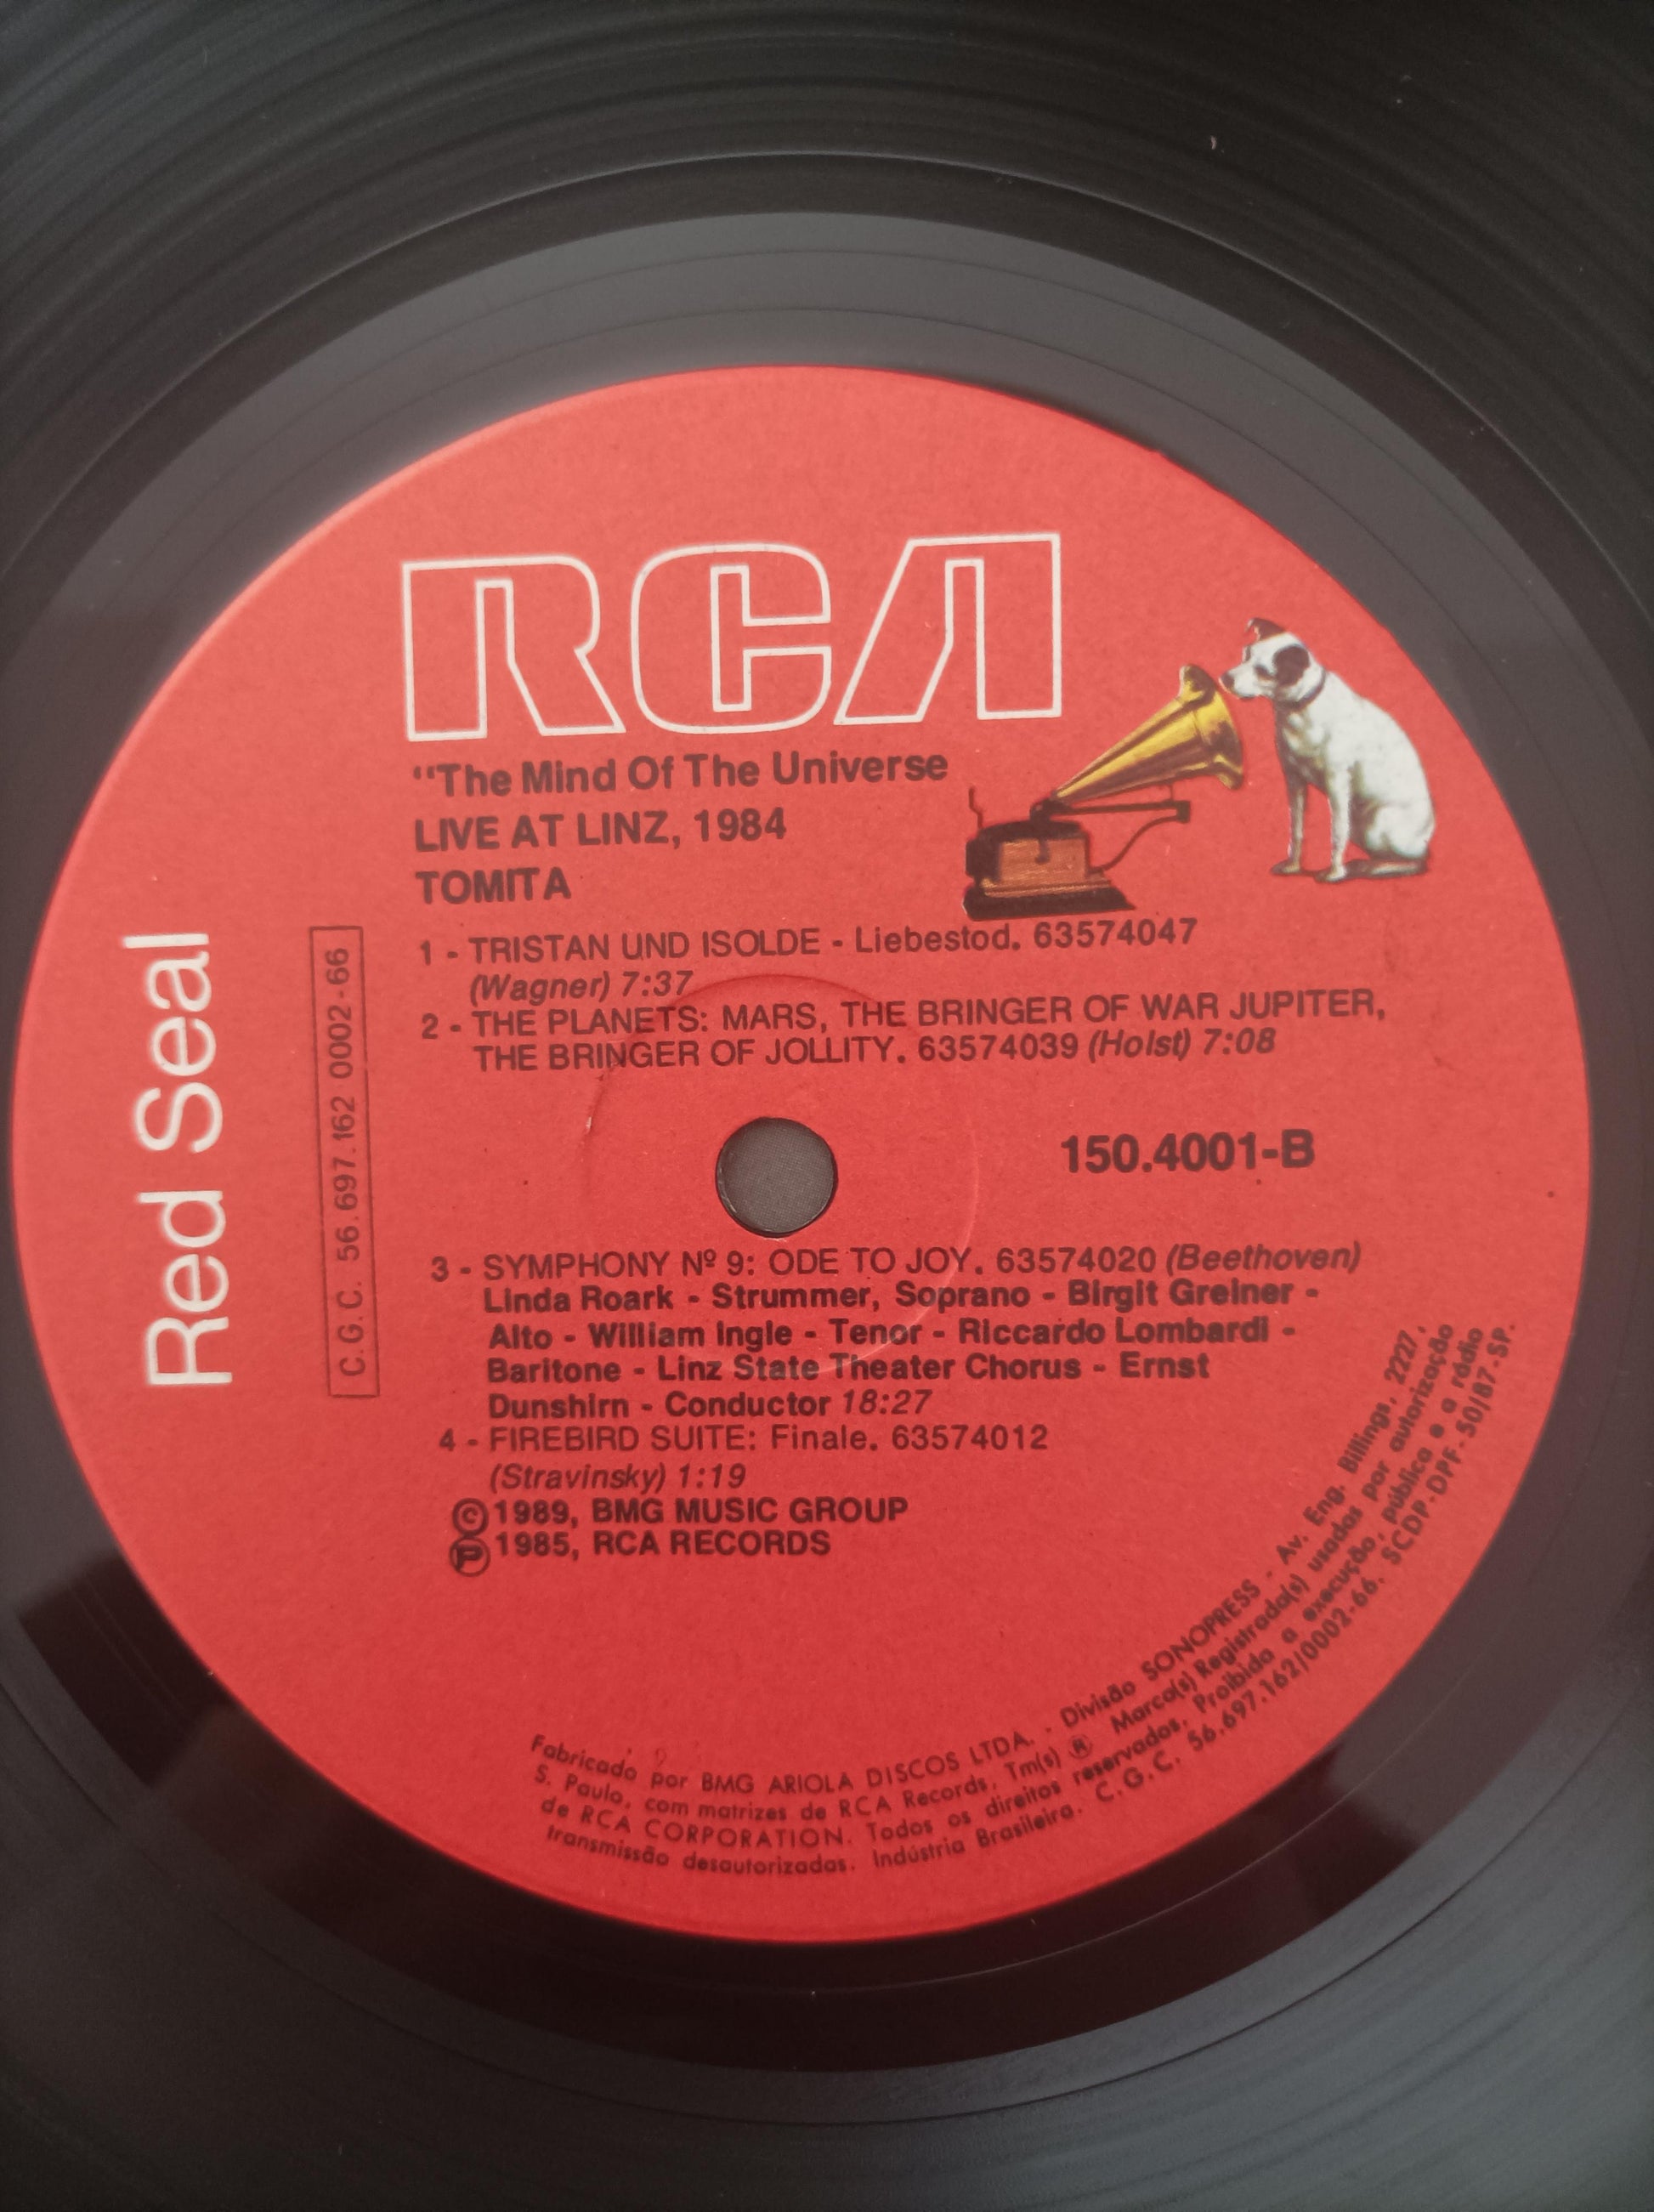 RCA
"The Mind Of The Universe
LIVE AT LINZ, 1984
TOMITA
1 - TRISTAN UND ISOLDE - Liebestod. 63574047
(Wagner) 7:37
2 - THE PLANETS: MARS, THE BRINGER OF WAR JUPITER,
THE BRINGER OF JOLLITY. 63574039 (Holst) 7:08
150.4001-B
3 - SYMPHONY Nº 9: ODE TO JOY. 63574020 (Beethoven)
Linda Roark - Strummer, Soprano - Birgit Greiner -
Alto - William Ingle - Tenor - Riccardo Lombardi -
Baritone - Linz State Theater Chorus - Ernst
Dunshirn - Conductor 18:27
4 - FIREBIRD SUITE: Finale. 63574012
(Stravinsky) 1:19
©1989, BMG MUSIC GROUP
℗1985, RCA RECORDS
Red Seal
C.G.C. 56.697.162 0002-66
Fabricado por BMG ARIOLA DISCOS LTDA. - Divisão SONOPRESS - Av. Eng. Billings, 2227,
S. Paulo, com matrizes de RCA Records, Tm(s) ® Marca(s) Registrada(s) usadas por autorização
de RCA CORPORATION. Todos os direitos reservados, Proibida a execução, pública e a rádio
transmissão desautorizadas. Indústria Brasileira. C.G.C. 56.697.162/0002-66. SCDP-DPF-50/87-SP.